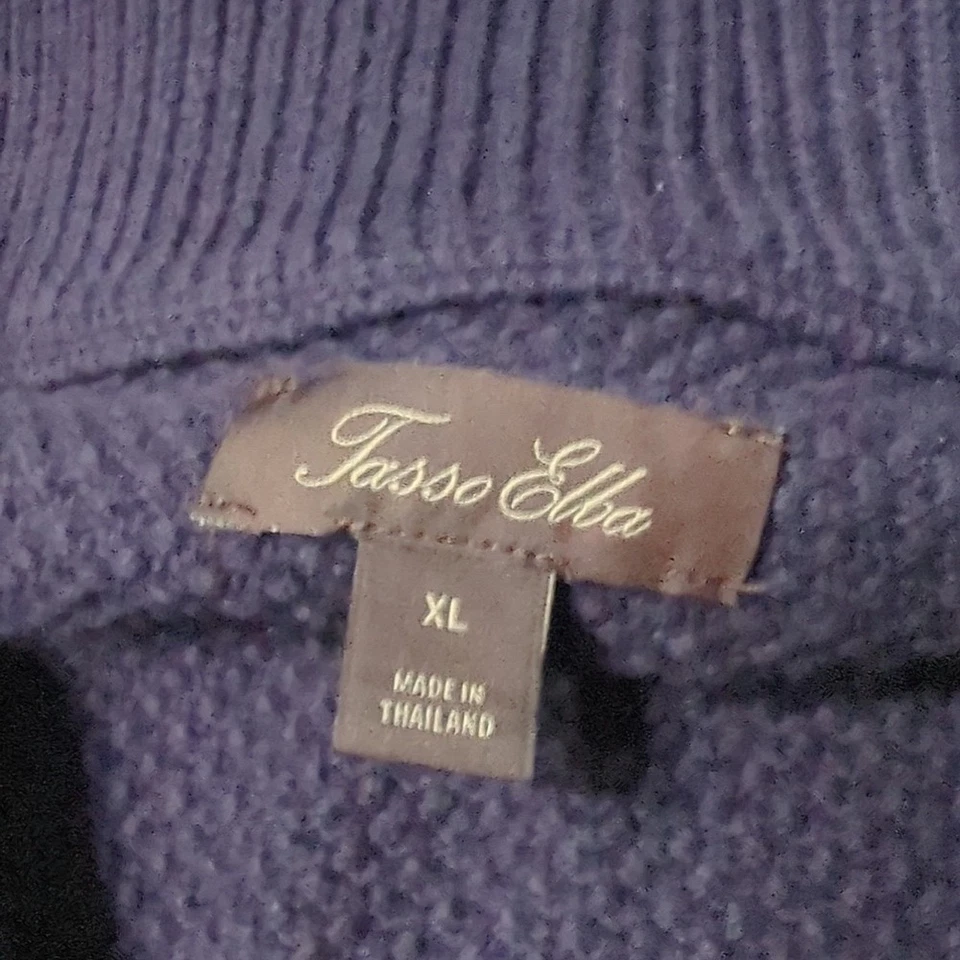 Tasso Elba
XL
MADE IN
THAILAND